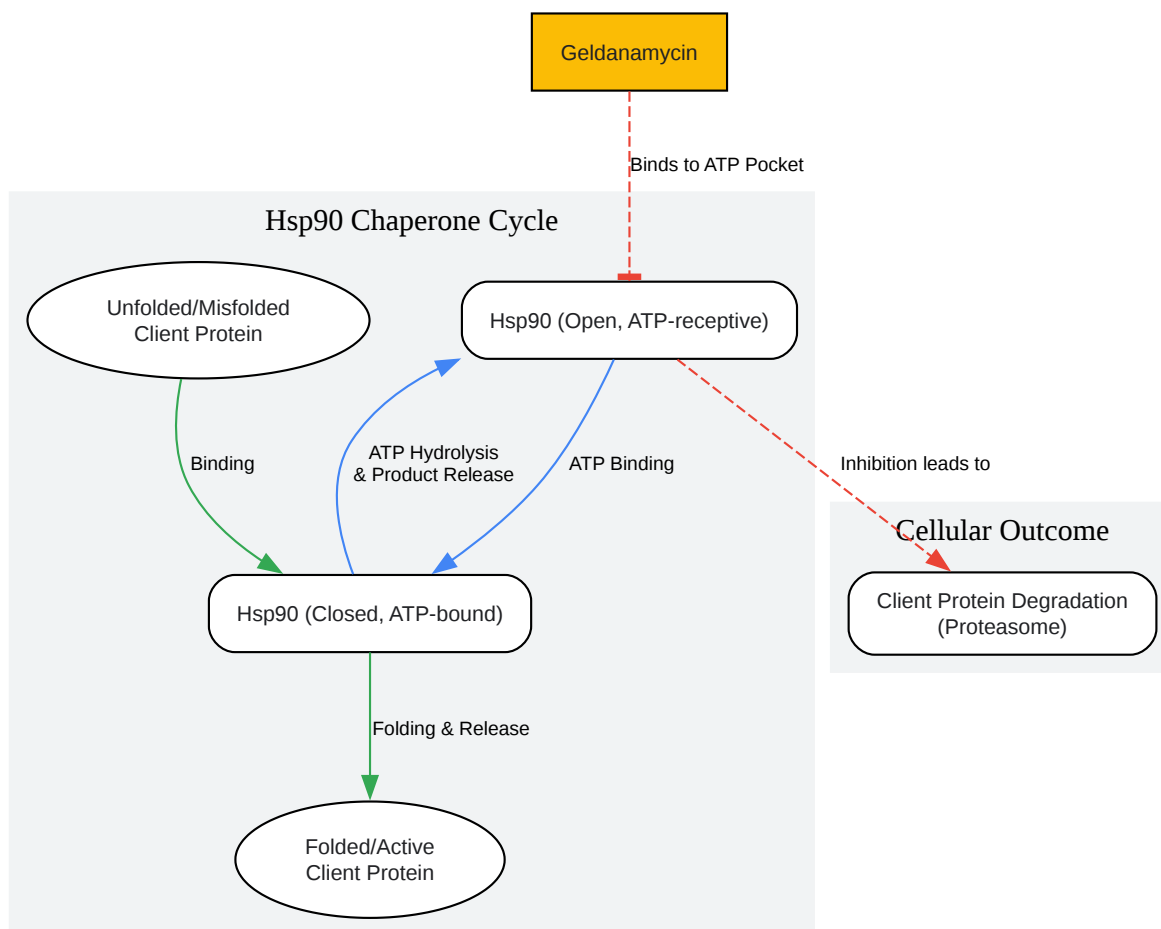 Geldanamycin
Binds to ATP Pocket
Hsp90 Chaperone Cycle
Unfolded/Misfolded
Client Protein
Hsp90 (Open, ATP-receptive)
Binding
ATP Hydrolysis
& Product Release
ATP Binding
Inhibition leads to
Cellular Outcome
Client Protein Degradation
(Proteasome)
Hsp90 (Closed, ATP-bound)
Folding & Release
Folded/Active
Client Protein